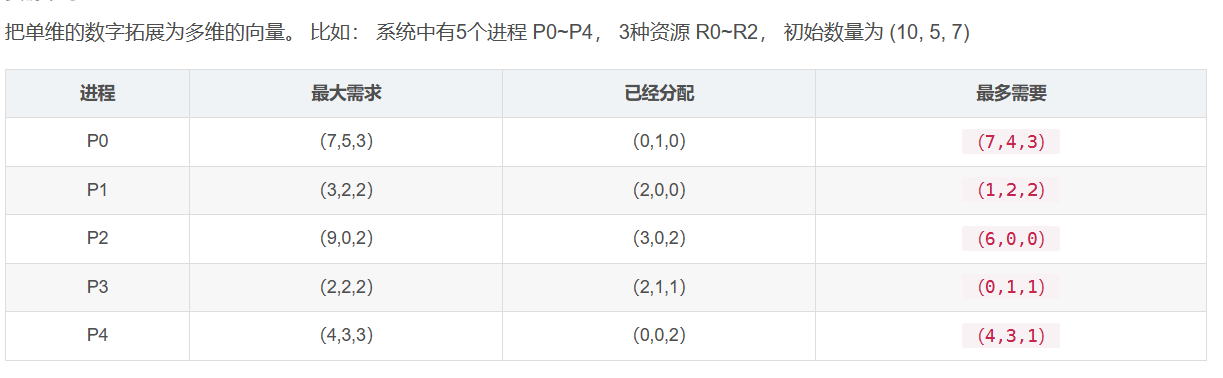 把单维的数字拓展为多维的向量。 比如： 系统中有5个进程 P0~P4， 3种资源 R0~R2， 初始数量为 (10, 5, 7)
进程 最大需求 已经分配 最多需要
P0 （7,5,3） （0,1,0） （7,4,3）
P1 （3,2,2） （2,0,0） （1,2,2）
P2 （9,0,2） （3,0,2） （6,0,0）
P3 （2,2,2） （2,1,1） （0,1,1）
P4 （4,3,3） （0,0,2） （4,3,1）